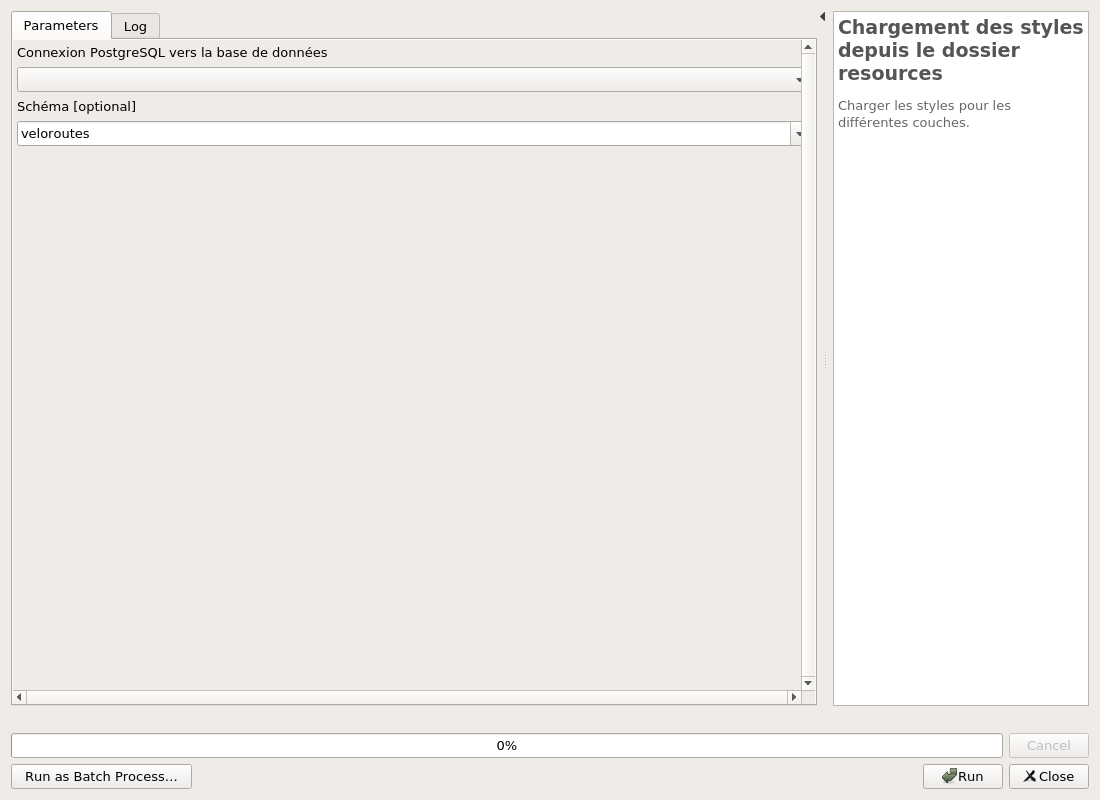 Parameters
Log
Connexion PostgreSQL vers la base de données
Schéma [optional]
veloroutes
Chargement des styles
depuis le dossier
resources
Charger les styles pour les
différentes couches.
0%
Cancel
Run as Batch Process...
Run
Close